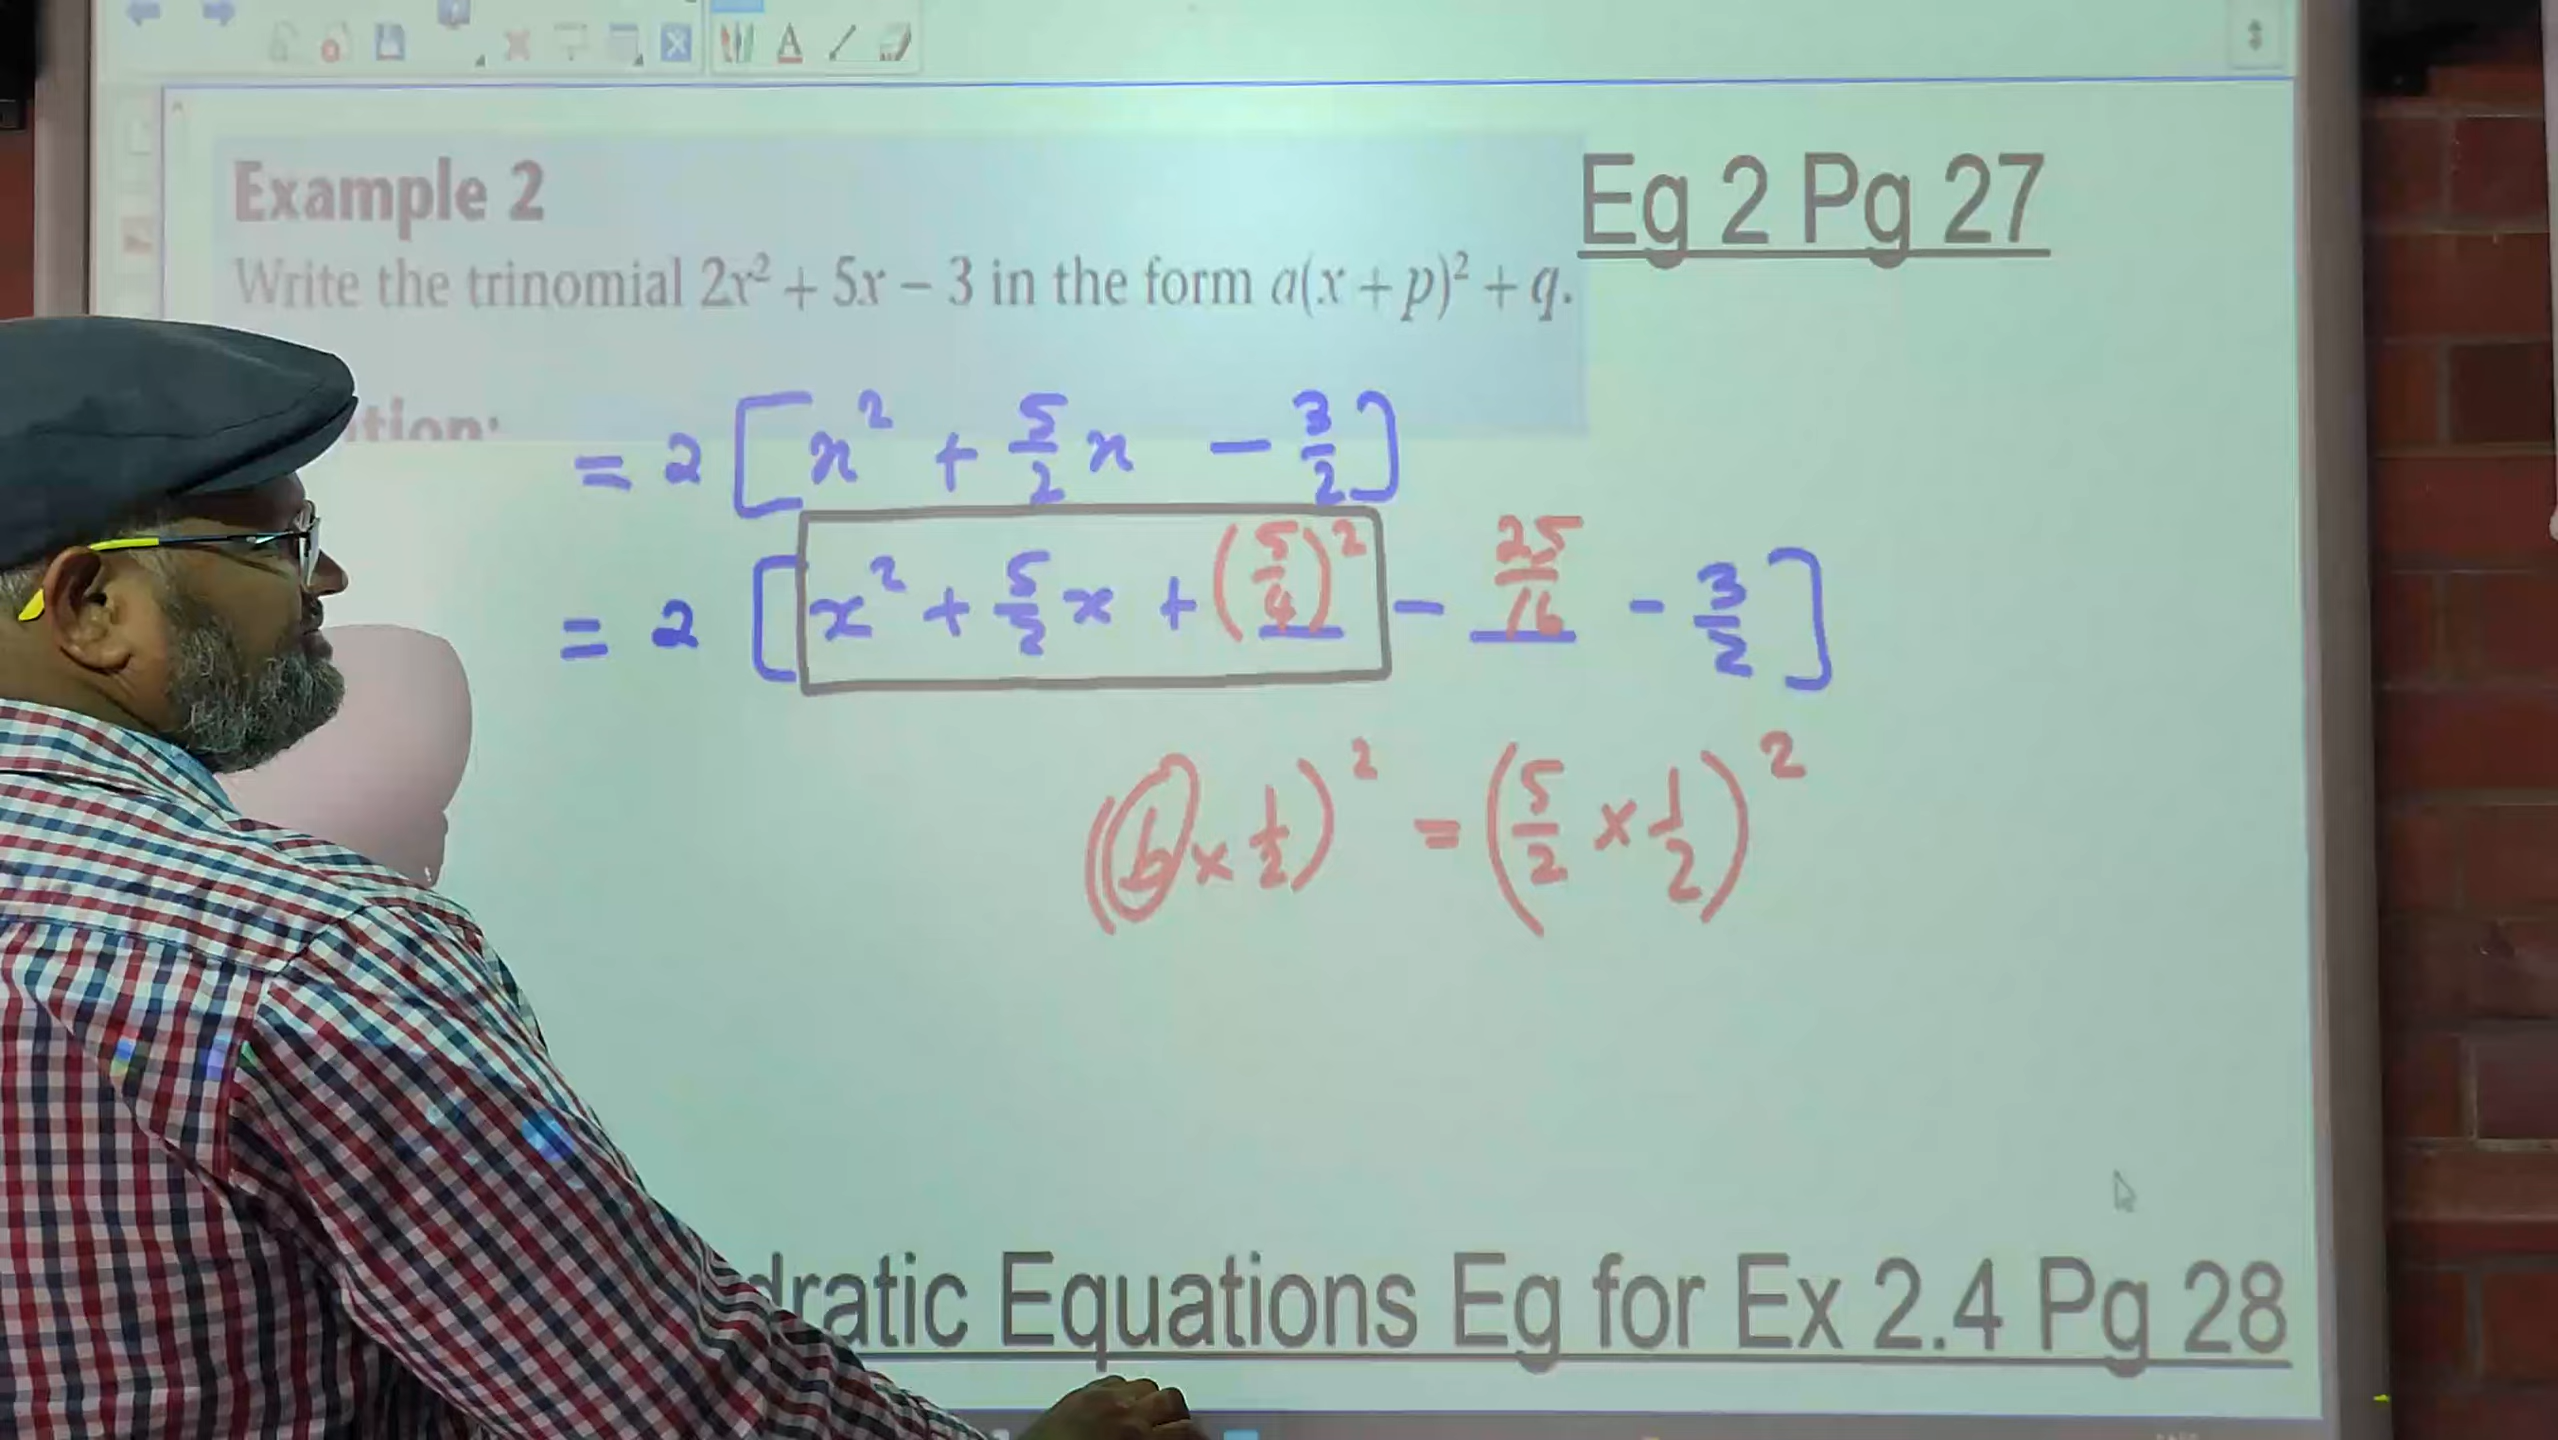 Example 2
Eg 2 Pg 27
Write the trinomial 2x² + 5x – 3 in the form a(x + p)² + q.
tion:
= 2 [x² + 5/2 x - 3/2]
= 2 [x² + 5/2 x + (5/4)² - 25/16 - 3/2]
(b × 1/2)² = (5/2 × 1/2)²
dratic Equations Eg for Ex 2.4 Pg 28